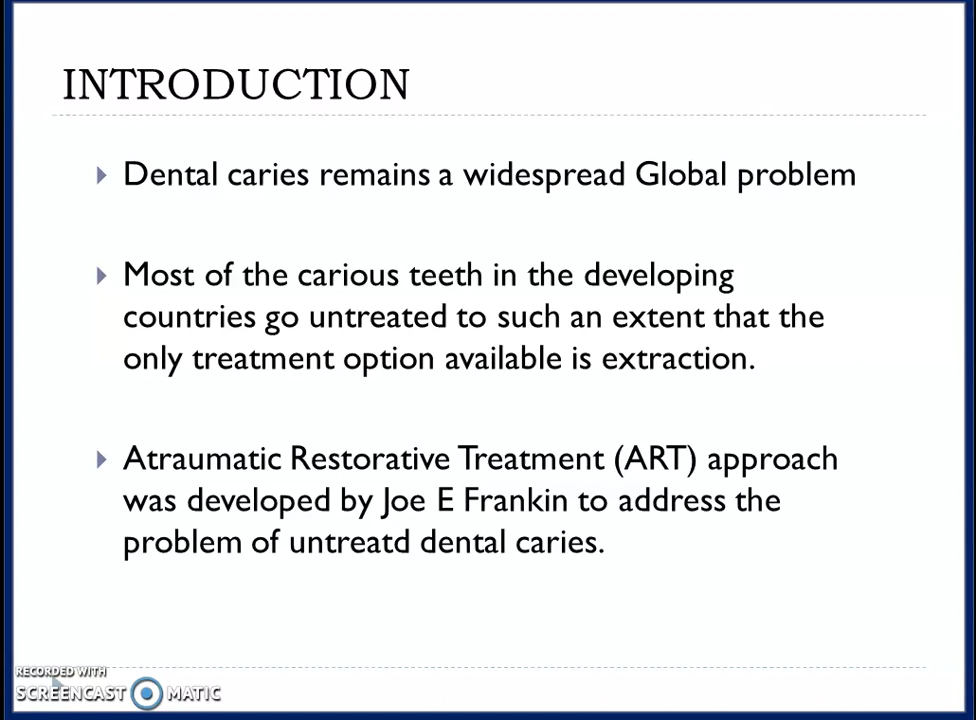 INTRODUCTION
Dental caries remains a widespread Global problem
Most of the carious teeth in the developing
countries go untreated to such an extent that the
only treatment option available is extraction.
Atraumatic Restorative Treatment (ART) approach
was developed by Joe E Frankin to address the
problem of untreatd dental caries.
RECORDED WITH
SCREENCAST MATIC